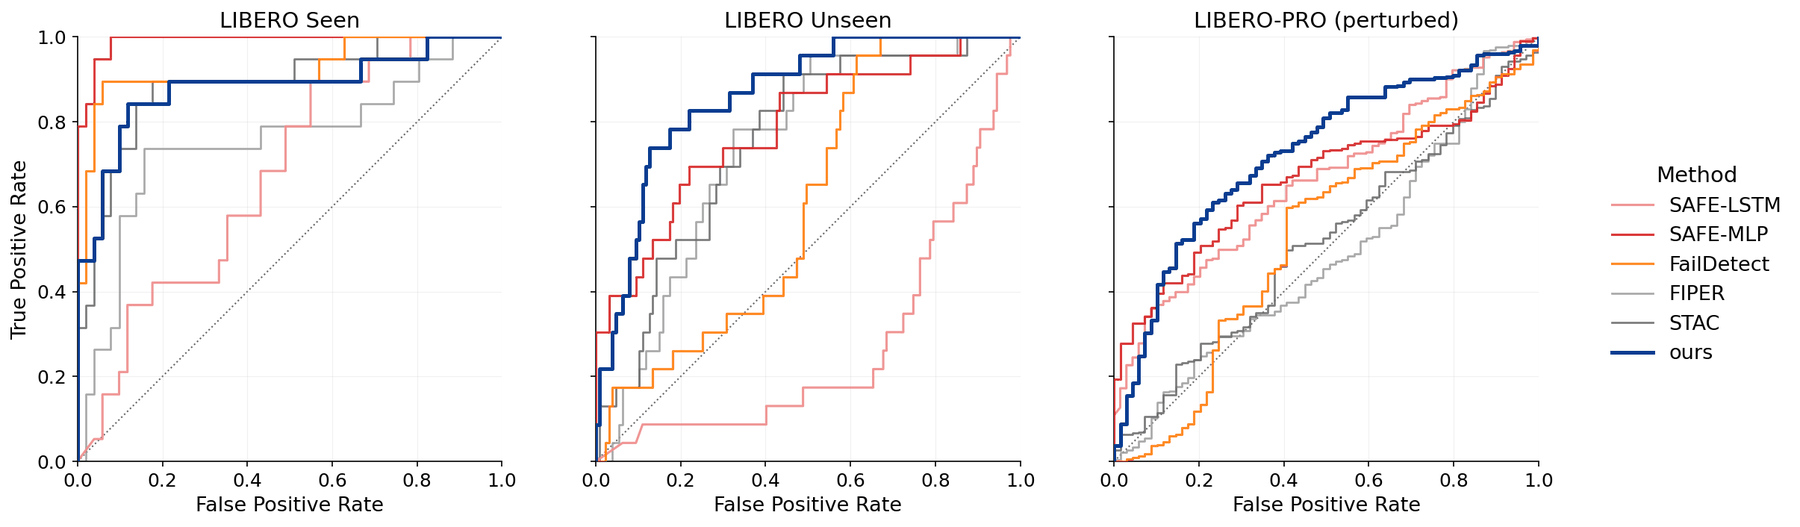 LIBERO Seen
LIBERO Unseen
LIBERO-PRO (perturbed)
True Positive Rate
1.0
0.8
0.6
0.4
0.2
0.0
0.0 0.2 0.4 0.6 0.8 1.0
0.0 0.2 0.4 0.6 0.8 1.0
0.0 0.2 0.4 0.6 0.8 1.0
False Positive Rate
False Positive Rate
False Positive Rate
Method
SAFE-LSTM
SAFE-MLP
FailDetect
FIPER
STAC
ours